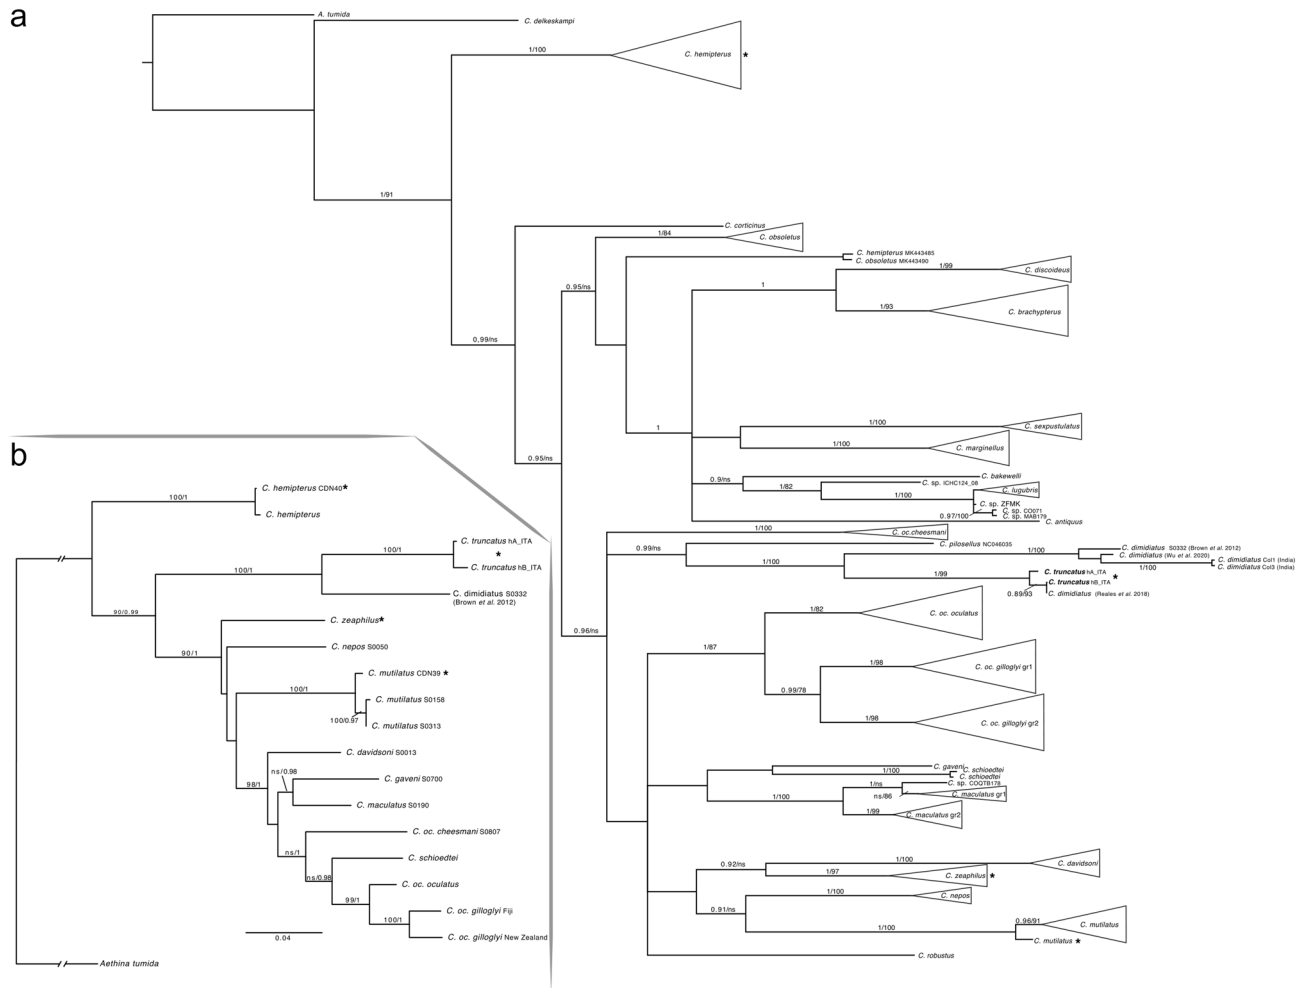 a
A. tumida
C. delkeskampi
1/100
C. hemipterus *
1/91
C. corticinus
1/84
C. obsoletus
C. hemipterus MK443485
C. obsoletus MK443490
1/99
C. discoideus
0.95/ns
1
1/93
C. brachypterus
0,99/ns
1/100
C. sexpustulatus
1
1/100
C. marginellus
0.95/ns
C. bakewelli
0.9/ns
C. sp. ICHC124_08
1/82
C. lugubris
1/100
C. sp. ZFMK
C. sp. CO071
0.97/100
C. sp. MAB179
C. antiquus
1/100
C. oc.cheesmani
C. pilosellus NC046035
0.99/ns
C. dimidiatus S0332 (Brown et al. 2012)
1/100
C. dimidiatus (Wu et al. 2020)
C. dimidiatus Col1 (India)
1/100
C. dimidiatus Col3 (India)
1/100
C. truncatus hA_ITA
1/99
*
C. truncatus hB_ITA
0.89/93
C. dimidiatus (Reales et al. 2018)
1/82
C. oc. oculatus
0.96/ns
1/87
1/98
C. oc. gilloglyi gr1
0.99/78
1/98
C. oc. gilloglyi gr2
C. gaveni
C. schioedtei
1/100
C. schioedtei
C. sp. COQTB178
1/ns
ns/86
C. maculatus gr1
1/100
1/99
C. maculatus gr2
1/100
C. davidsoni
0.92/ns
1/97
C. zeaphilus *
1/100
C. nepos
0.91/ns
0.96/91
C. mutilatus
1/100
C. mutilatus *
C. robustus
b
C. hemipterus CDN40*
100/1
C. hemipterus
C. truncatus hA_ITA
100/1
*
C. truncatus hB_ITA
100/1
C. dimidiatus S0332
(Brown et al. 2012)
90/0.99
C. zeaphilus*
C. nepos S0050
90/1
C. mutilatus CDN39 *
100/1
C. mutilatus S0158
100/0.97
C. mutilatus S0313
C. davidsoni S0013
ns/0.98
C. gaveni S0700
98/1
C. maculatus S0190
C. oc. cheesmani S0807
ns/1
C. schioedtei
ns/0.98
C. oc. oculatus
99/1
C. oc. gilloglyi Fiji
100/1
C. oc. gilloglyi New Zealand
0.04
Aethina tumida